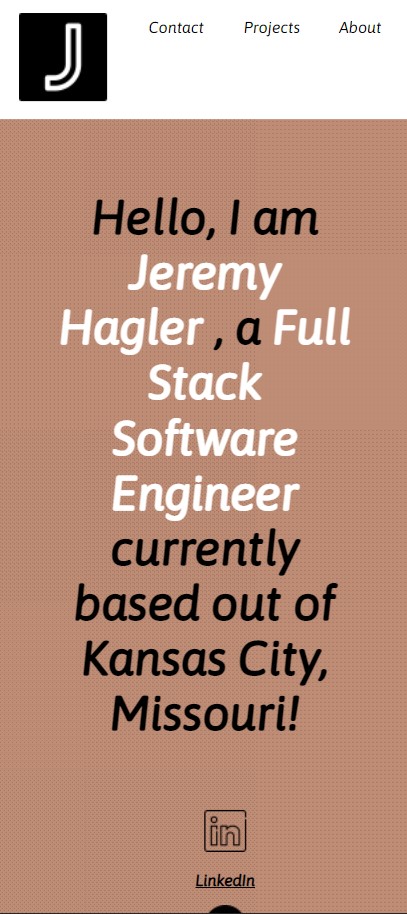 J
Contact Projects About
Hello, I am
Jeremy
Hagler , a Full
Stack
Software
Engineer
currently
based out of
Kansas City,
Missouri!
in
LinkedIn